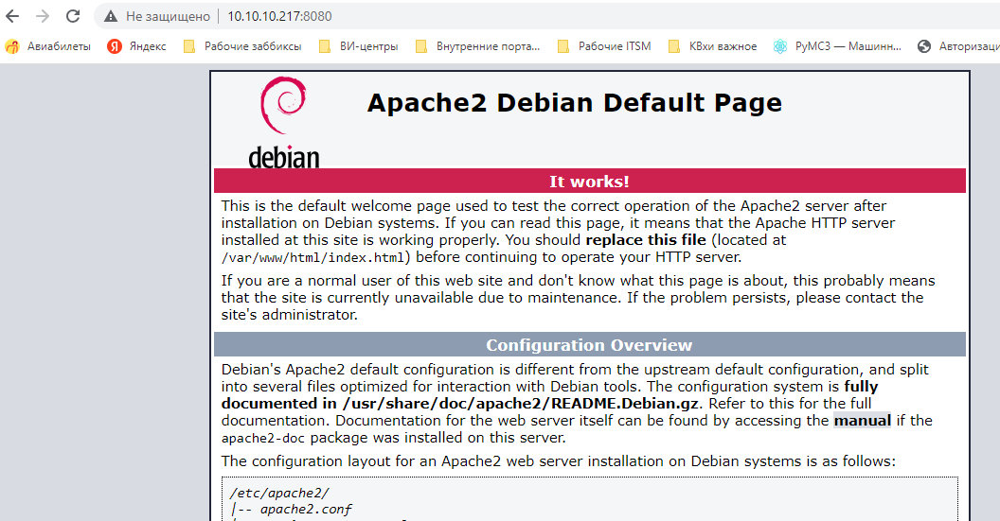 Не защищено 10.10.10.217:8080
Авиабилеты Яндекс Рабочие заббиксы ВИ-центры Внутренние порта... Рабочие ITSM КВхи важное PyMC3 — Машинн... Авторизаци
debian
Apache2 Debian Default Page
It works!
This is the default welcome page used to test the correct operation of the Apache2 server after
installation on Debian systems. If you can read this page, it means that the Apache HTTP server
installed at this site is working properly. You should replace this file (located at
/var/www/html/index.html) before continuing to operate your HTTP server.
If you are a normal user of this web site and don't know what this page is about, this probably means
that the site is currently unavailable due to maintenance. If the problem persists, please contact the
site's administrator.
Configuration Overview
Debian's Apache2 default configuration is different from the upstream default configuration, and split
into several files optimized for interaction with Debian tools. The configuration system is fully
documented in /usr/share/doc/apache2/README.Debian.gz. Refer to this for the full
documentation. Documentation for the web server itself can be found by accessing the manual if the
apache2-doc package was installed on this server.
The configuration layout for an Apache2 web server installation on Debian systems is as follows:
/etc/apache2/
|-- apache2.conf